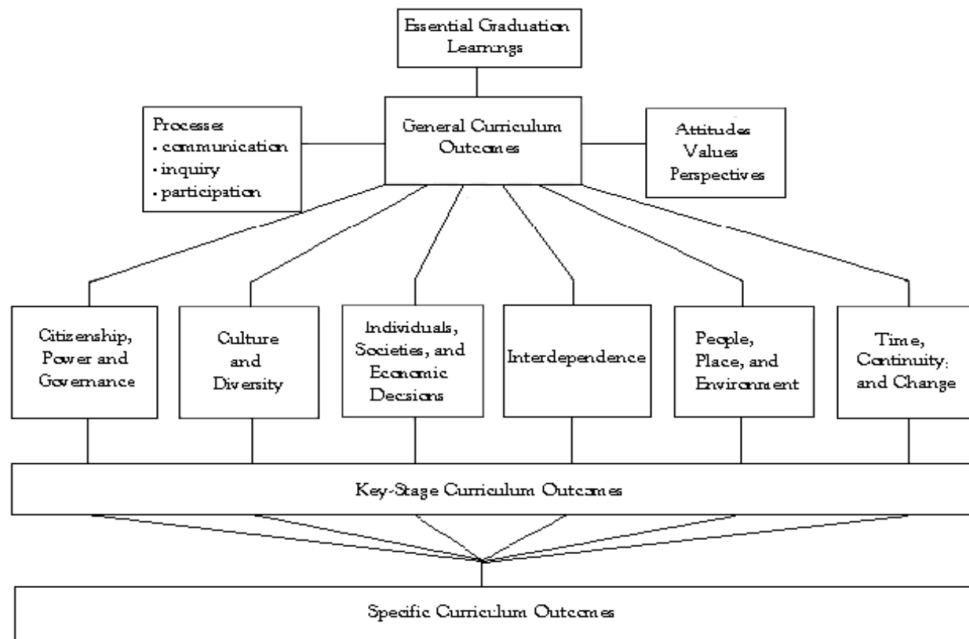 Essential Graduation
Learnings
Processes
• communication
• inquiry
• participation
General Curriculum
Outcomes
Attitudes
Values
Perspectives
Citizenship,
Power and
Governance
Culture
and
Diversity
Individuals,
Societies, and
Economic
Decisions
Interdependence
People,
Place, and
Environment
Time,
Continuity;
and Change
Key-Stage Curriculum Outcomes
Specific Curriculum Outcomes